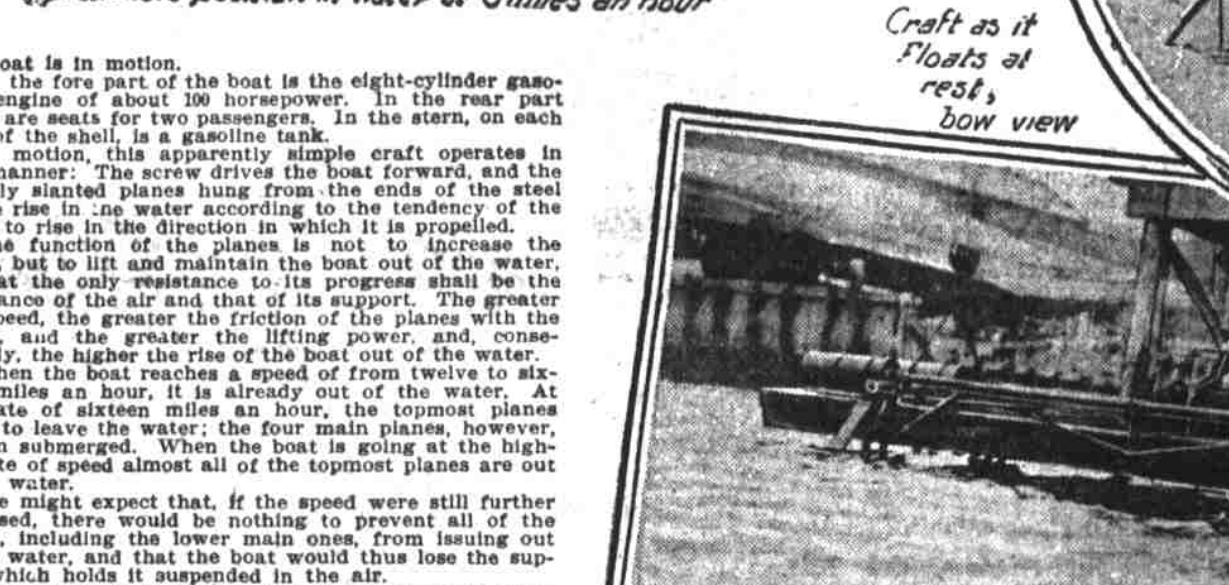 position in water at 8 miles an hour
Craft as it
Floats at
rest,
bow view
oat is in motion.
the fore part of the boat is the eight-cylinder gaso-
engine of about 100 horsepower. In the rear part
are seats for two passengers. In the stern, on each
of the shell, is a gasoline tank.
motion, this apparently simple craft operates in
anner: The screw drives the boat forward, and the
ly slanted planes hung from the ends of the steel
rise in the water according to the tendency of the
to rise in the direction in which it is propelled.
e function of the planes is not to increase the
, but to lift and maintain the boat out of the water,
at the only resistance to its progress shall be the
ance of the air and that of its support. The greater
peed, the greater the friction of the planes with the
, and the greater the lifting power, and, conse-
ly, the higher the rise of the boat out of the water.
hen the boat reaches a speed of from twelve to six-
miles an hour, it is already out of the water. At
ate of sixteen miles an hour, the topmost planes
to leave the water; the four main planes, however,
n submerged. When the boat is going at the high-
te of speed almost all of the topmost planes are out
water.
e might expect that, if the speed were still further
sed, there would be nothing to prevent all of the
, including the lower main ones, from issuing out
water, and that the boat would thus lose the sup-
which holds it suspended in the air.